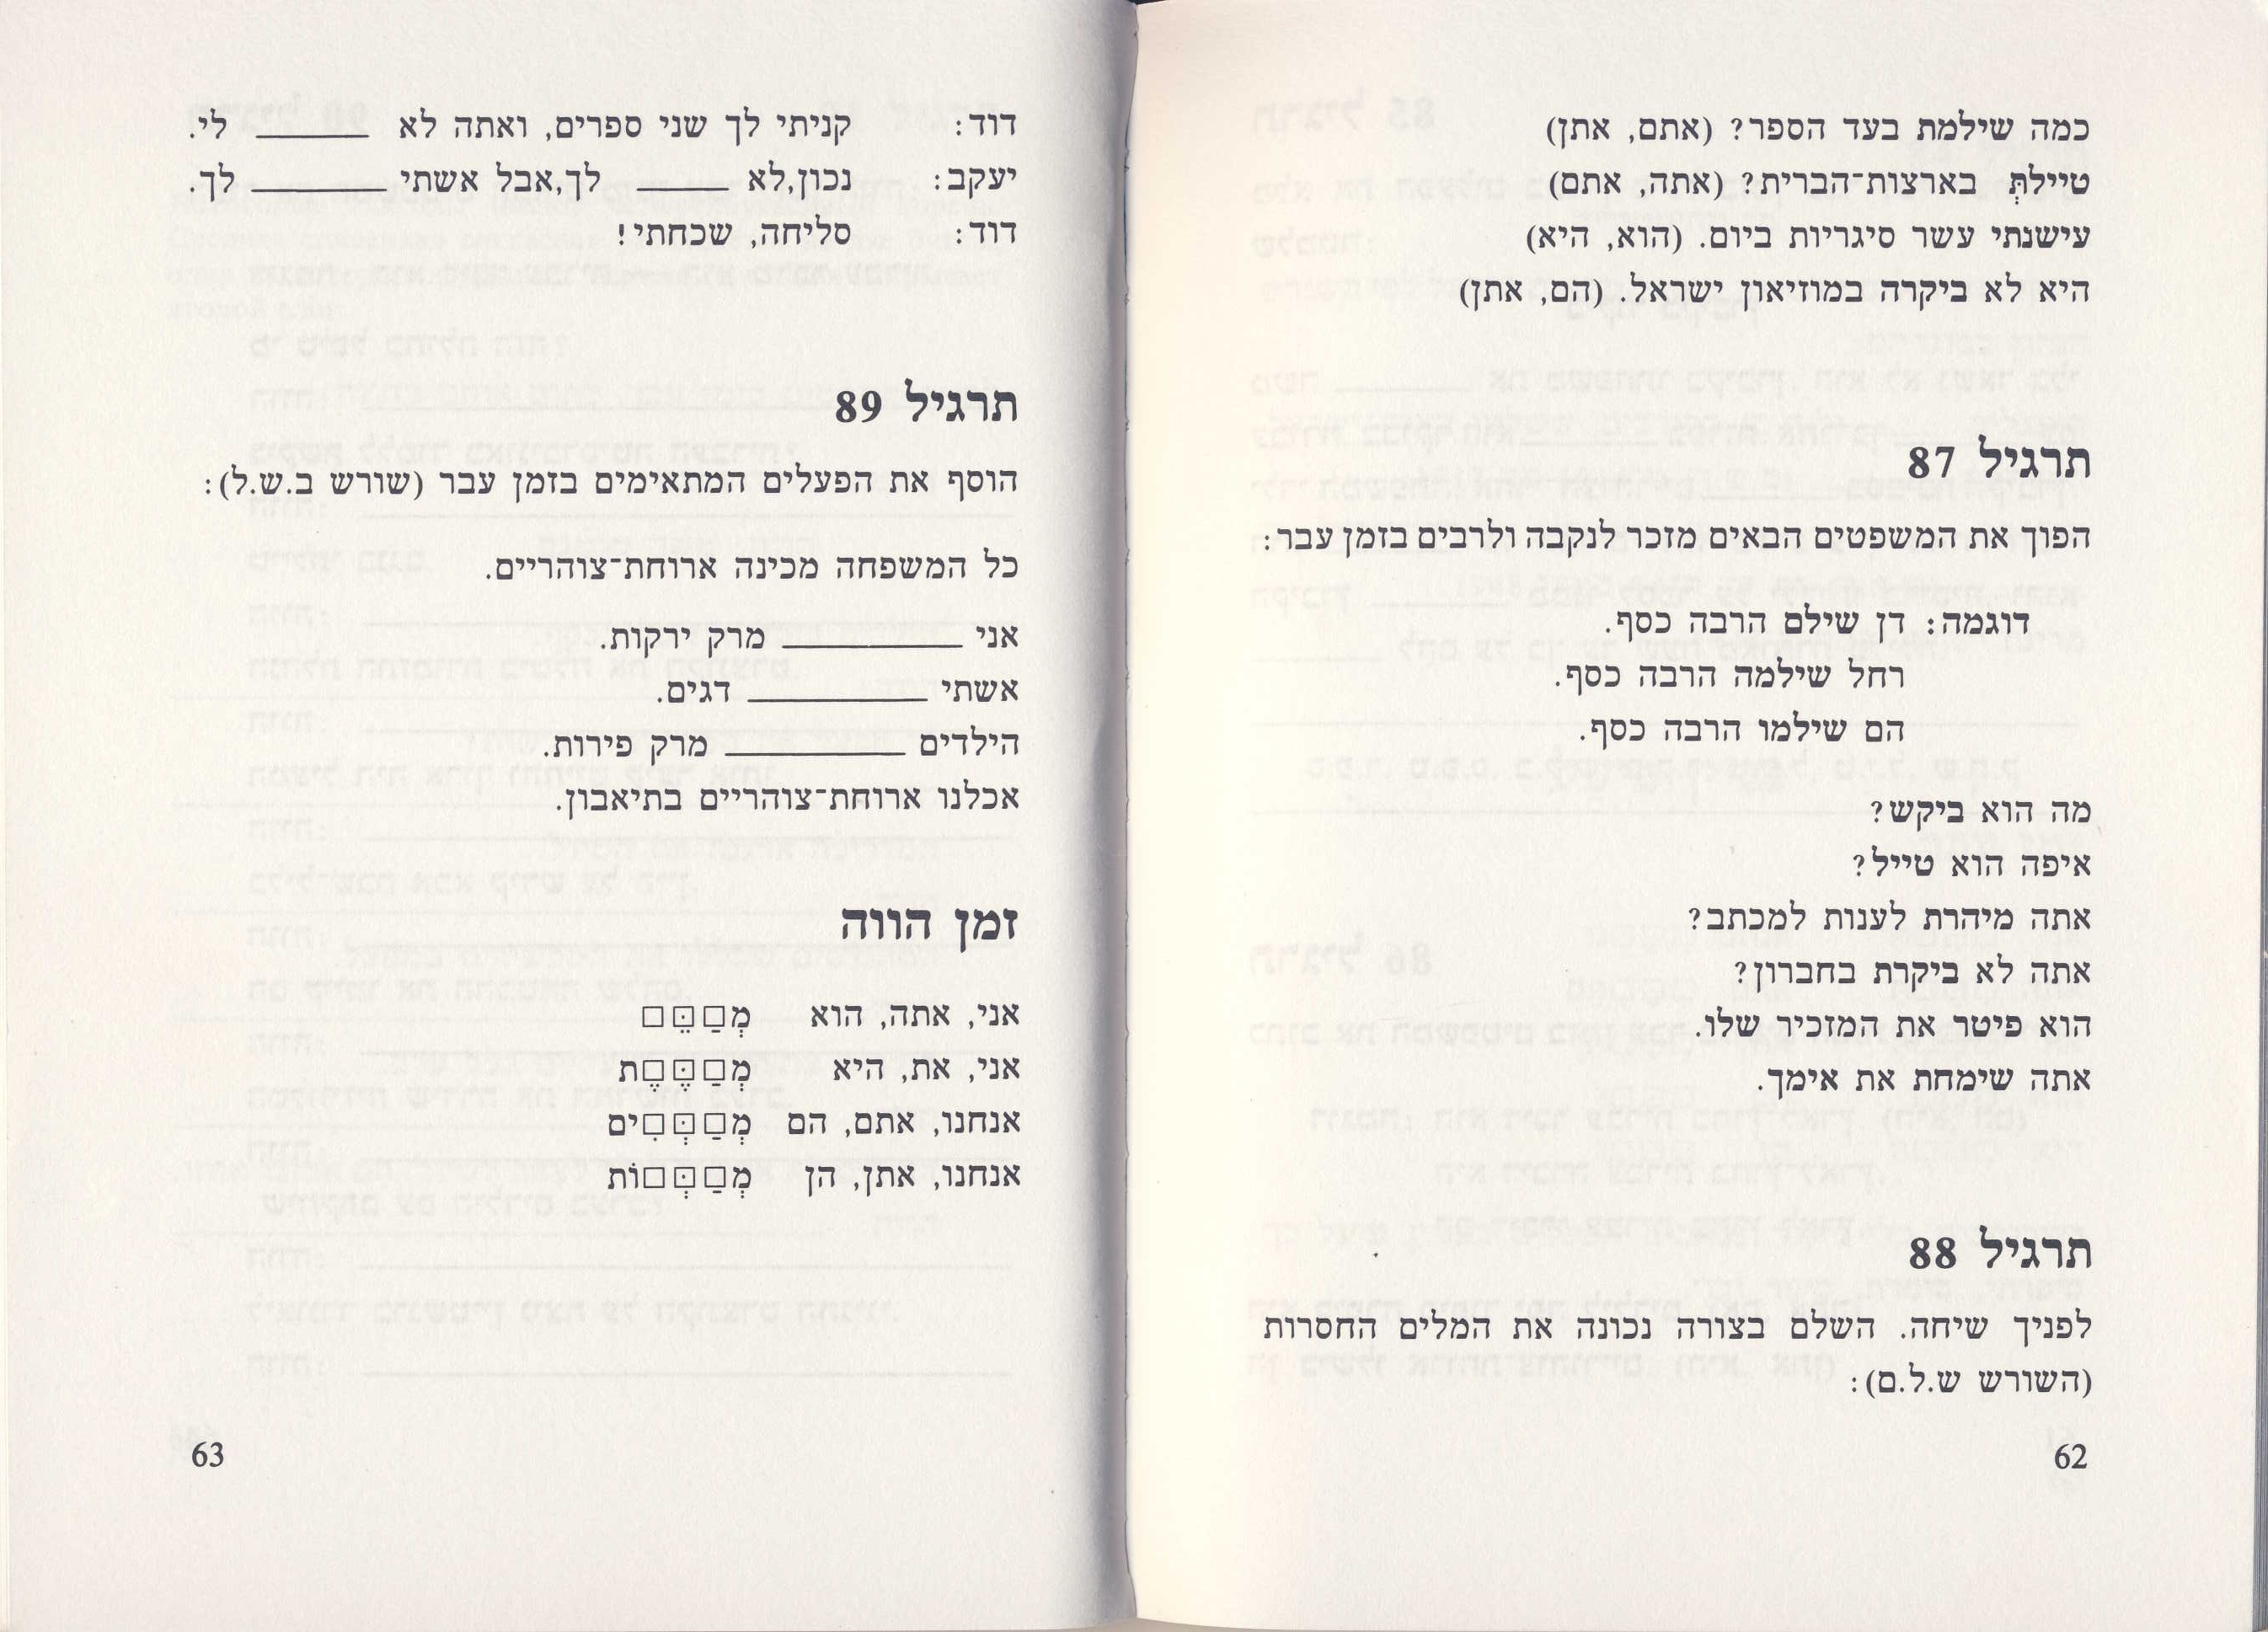 כמה שילמת בעד הספר? (אתם, אתן)
טיילתְּ בארצות־הברית? (אתה, אתם)
עישנתי עשר סיגריות ביום. (הוא, היא)
היא לא ביקרה במוזיאון ישראל. (הם, אתן)
תרגיל 87
הפוך את המשפטים הבאים מזכר לנקבה ולרבים בזמן עבר:
דוגמה: דן שילם הרבה כסף.
רחל שילמה הרבה כסף.
הם שילמו הרבה כסף.
מה הוא ביקש?
איפה הוא טייל?
אתה מיהרת לענות למכתב?
אתה לא ביקרת בחברון?
הוא פיטר את המזכיר שלו.
אתה שימחת את אימך.
תרגיל 88
לפניך שיחה. השלם בצורה נכונה את המלים החסרות
(השורש ש.ל.ם):
62
דוד: קניתי לך שני ספרים, ואתה לא ______ לי.
יעקב: נכון,לא _____ לך,אבל אשתי _______ לך.
דוד: סליחה, שכחתי!
תרגיל 89
הוסף את הפעלים המתאימים בזמן עבר (שורש ב.ש.ל):
כל המשפחה מכינה ארוחת־צוהריים.
אני __________ מרק ירקות.
אשתי __________ דגים.
הילדים __________ מרק פירות.
אכלנו ארוחת־צוהריים בתיאבון.
זמן הווה
אני, אתה, הוא מְ□ַ□ֵּ□
אני, את, היא מְ□ַ□ֶּ□ֶת
אנחנו, אתם, הם מְ□ַ□ְּ□ִים
אנחנו, אתן, הן מְ□ַ□ְּ□וֹת
63